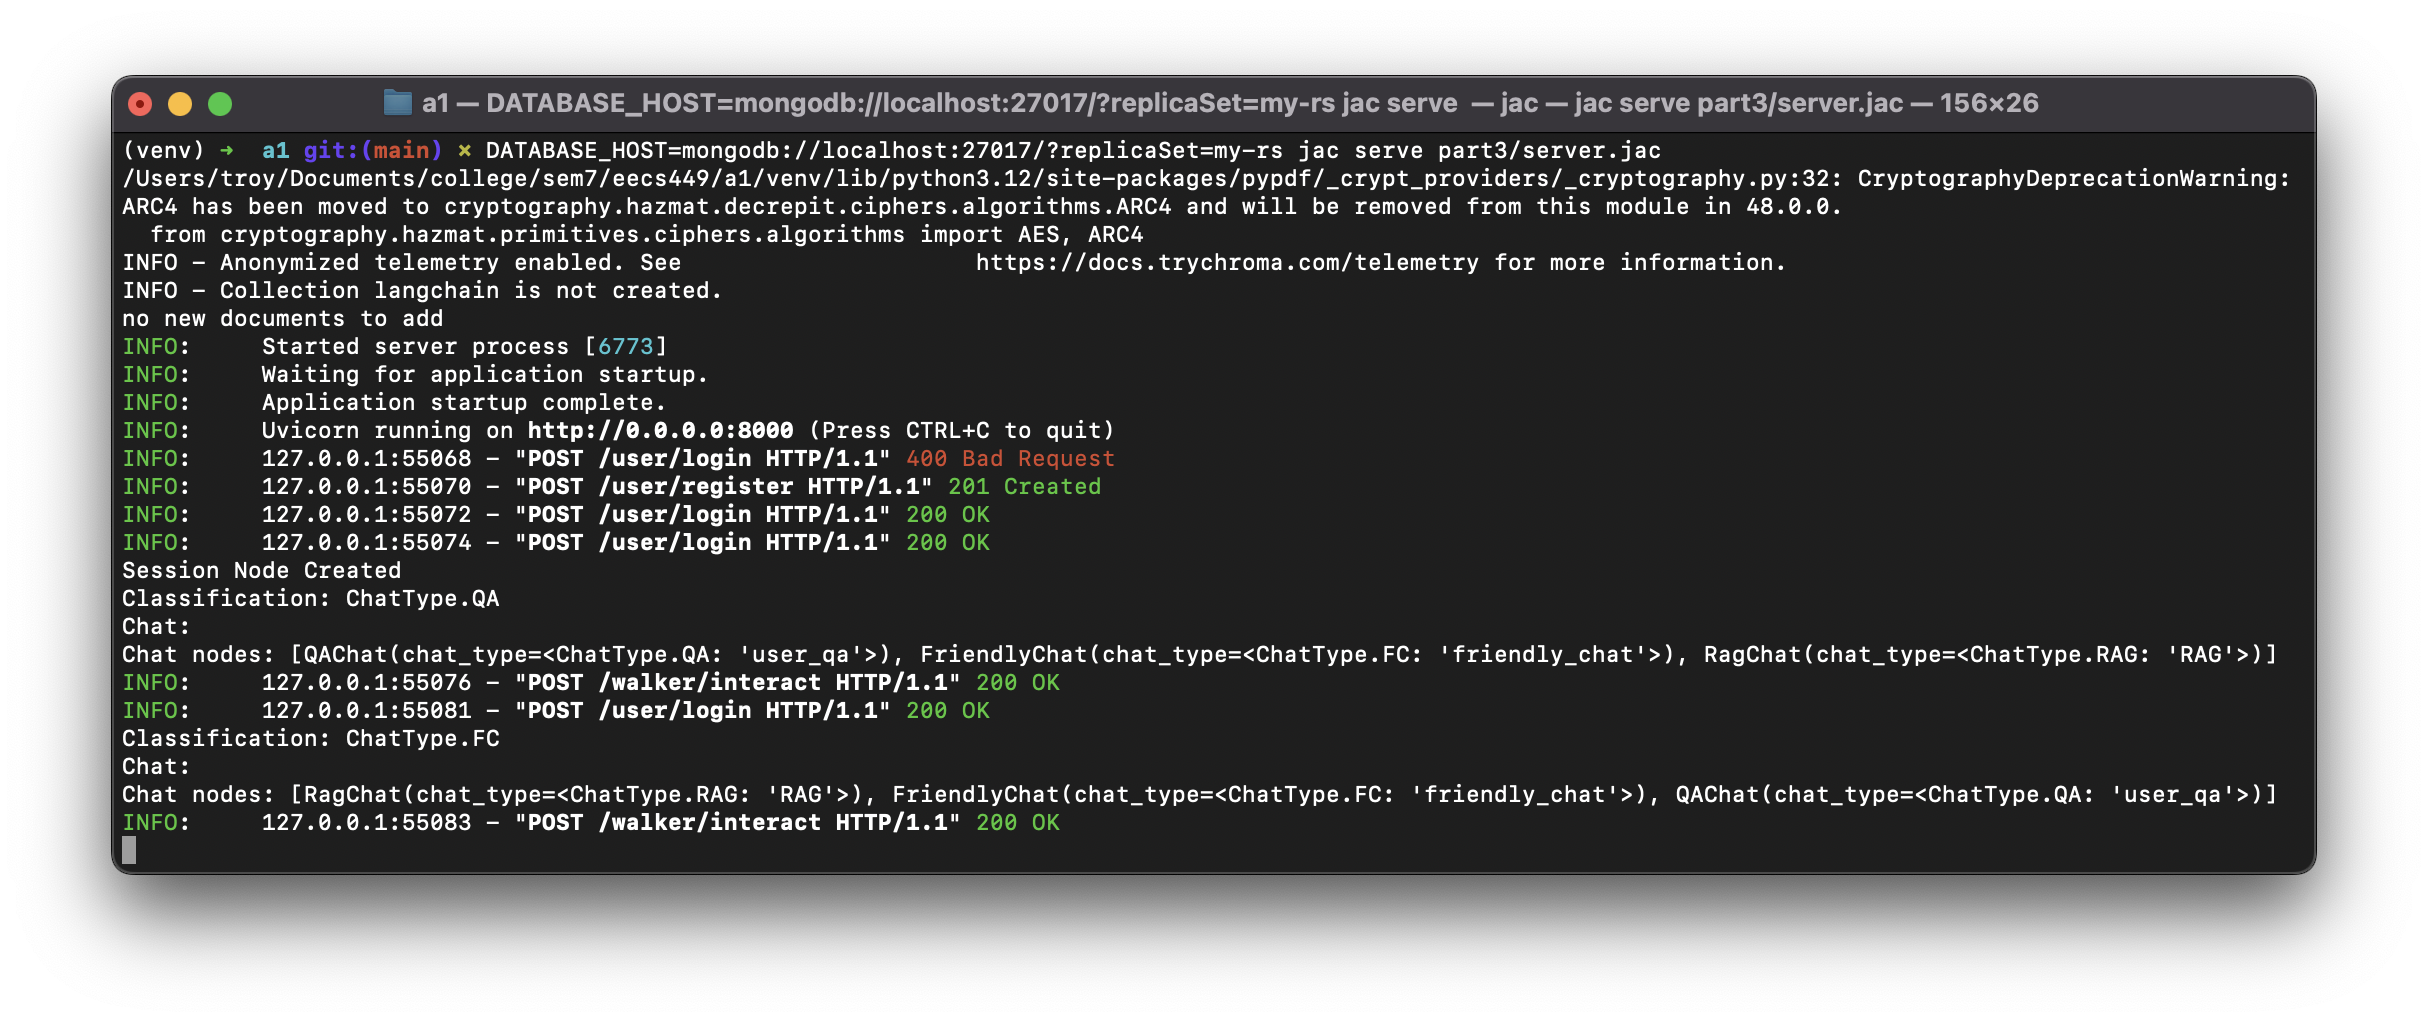 a1 — DATABASE_HOST=mongodb://localhost:27017/?replicaSet=my-rs jac serve — jac — jac serve part3/server.jac — 156×26
(venv) ➜ a1 git:(main) ✗ DATABASE_HOST=mongodb://localhost:27017/?replicaSet=my-rs jac serve part3/server.jac
/Users/troy/Documents/college/sem7/eecs449/a1/venv/lib/python3.12/site-packages/pypdf/_crypt_providers/_cryptography.py:32: CryptographyDeprecationWarning:
ARC4 has been moved to cryptography.hazmat.decrepit.ciphers.algorithms.ARC4 and will be removed from this module in 48.0.0.
  from cryptography.hazmat.primitives.ciphers.algorithms import AES, ARC4
INFO - Anonymized telemetry enabled. See                     https://docs.trychroma.com/telemetry for more information.
INFO - Collection langchain is not created.
no new documents to add
INFO:     Started server process [6773]
INFO:     Waiting for application startup.
INFO:     Application startup complete.
INFO:     Uvicorn running on http://0.0.0.0:8000 (Press CTRL+C to quit)
INFO:     127.0.0.1:55068 - "POST /user/login HTTP/1.1" 400 Bad Request
INFO:     127.0.0.1:55070 - "POST /user/register HTTP/1.1" 201 Created
INFO:     127.0.0.1:55072 - "POST /user/login HTTP/1.1" 200 OK
INFO:     127.0.0.1:55074 - "POST /user/login HTTP/1.1" 200 OK
Session Node Created
Classification: ChatType.QA
Chat:
Chat nodes: [QAChat(chat_type=<ChatType.QA: 'user_qa'>), FriendlyChat(chat_type=<ChatType.FC: 'friendly_chat'>), RagChat(chat_type=<ChatType.RAG: 'RAG'>)]
INFO:     127.0.0.1:55076 - "POST /walker/interact HTTP/1.1" 200 OK
INFO:     127.0.0.1:55081 - "POST /user/login HTTP/1.1" 200 OK
Classification: ChatType.FC
Chat:
Chat nodes: [RagChat(chat_type=<ChatType.RAG: 'RAG'>), FriendlyChat(chat_type=<ChatType.FC: 'friendly_chat'>), QAChat(chat_type=<ChatType.QA: 'user_qa'>)]
INFO:     127.0.0.1:55083 - "POST /walker/interact HTTP/1.1" 200 OK